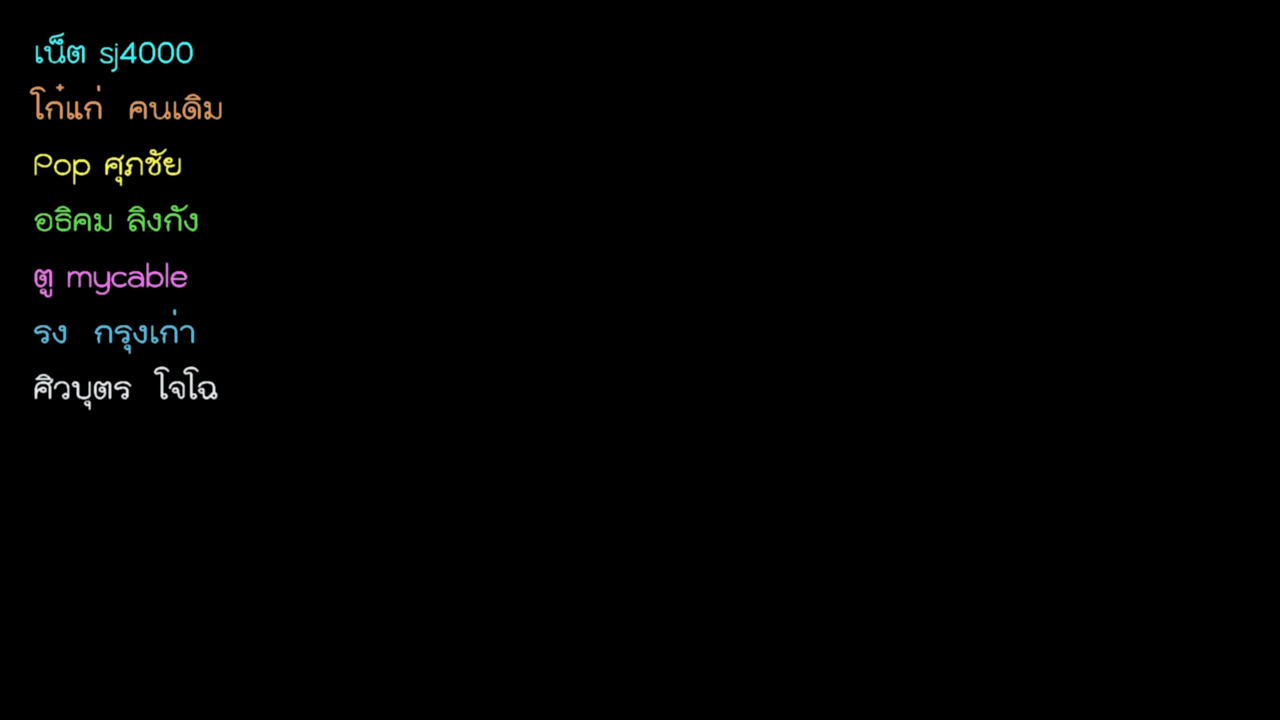 เน็ต sj4000
โก๋แก่ คนเดิม
Pop ศุภชัย
อธิคม ลิงกัง
ตู mycable
รง กรุงเก่า
ศิวบุตร โจโฉ